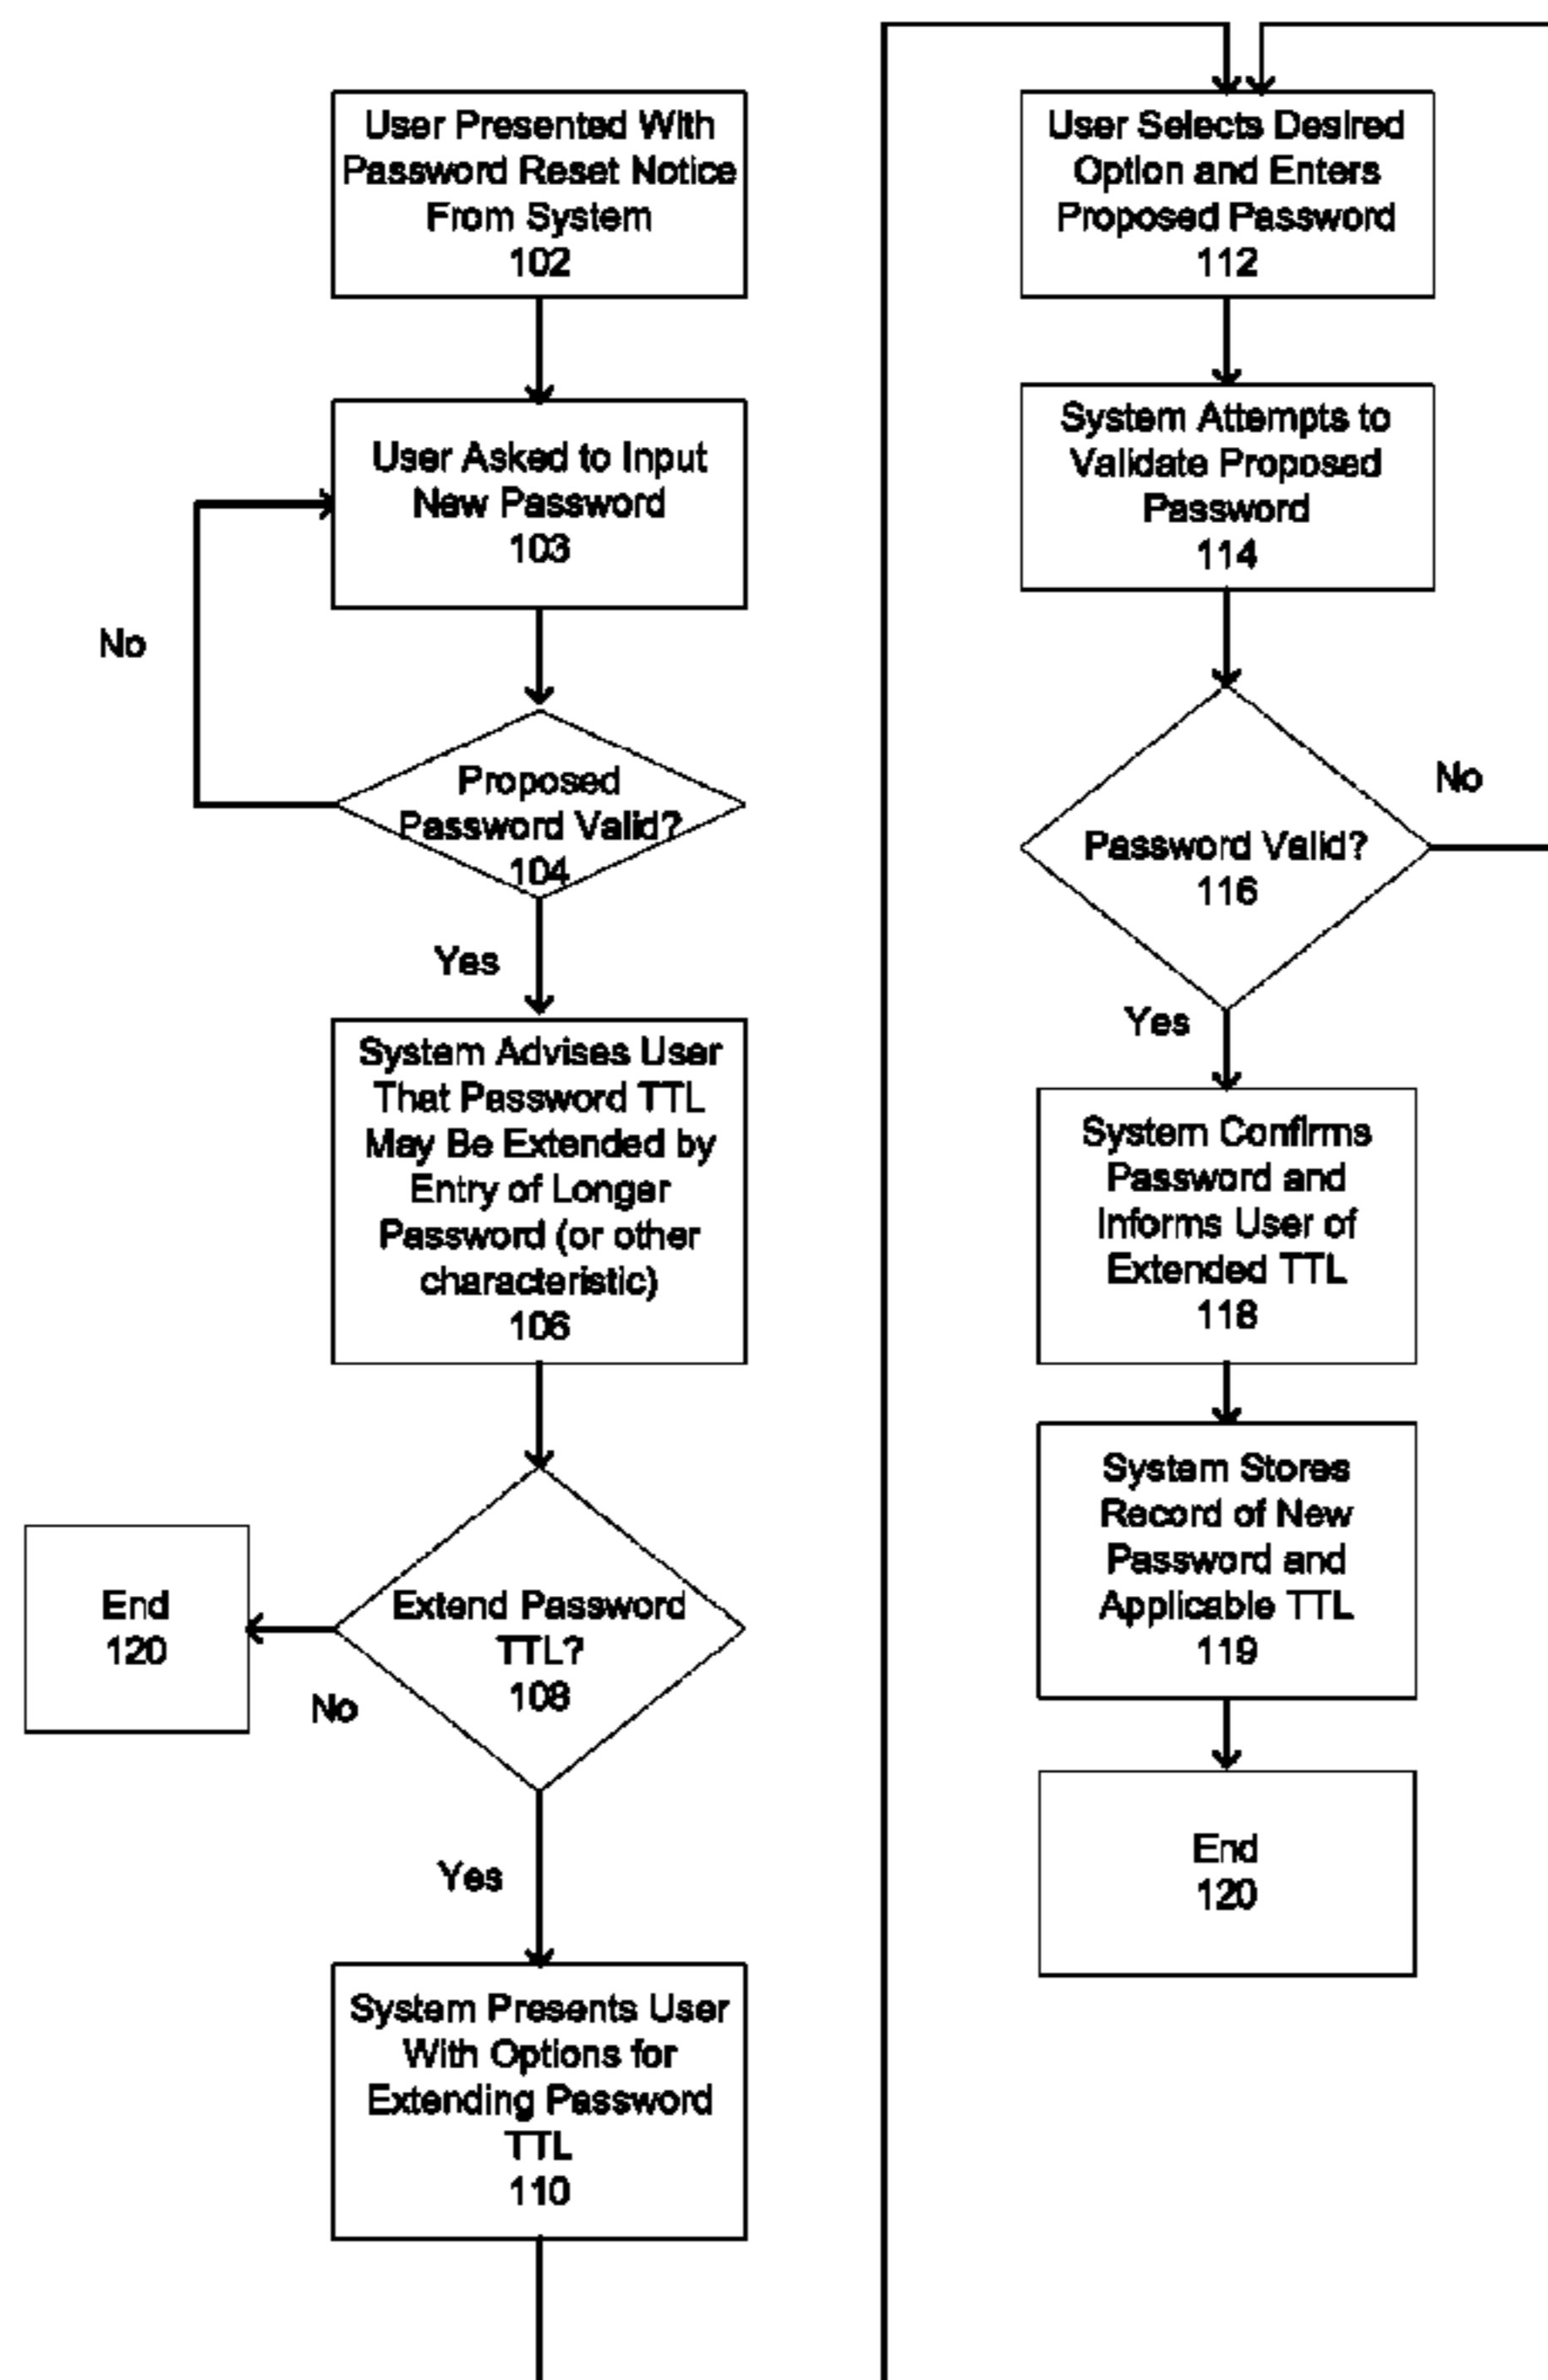 User Presented With
Password Reset Notice
From System
102
User Asked to Input
New Password
103
No
Proposed
Password Valid?
104
Yes
System Advises User
That Password TTL
May Be Extended by
Entry of Longer
Password (or other
characteristic)
106
Extend Password
TTL?
108
End
120
No
Yes
System Presents User
With Options for
Extending Password
TTL
110
User Selects Desired
Option and Enters
Proposed Password
112
System Attempts to
Validate Proposed
Password
114
No
Password Valid?
116
Yes
System Confirms
Password and
Informs User of
Extended TTL
118
System Stores
Record of New
Password and
Applicable TTL
119
End
120